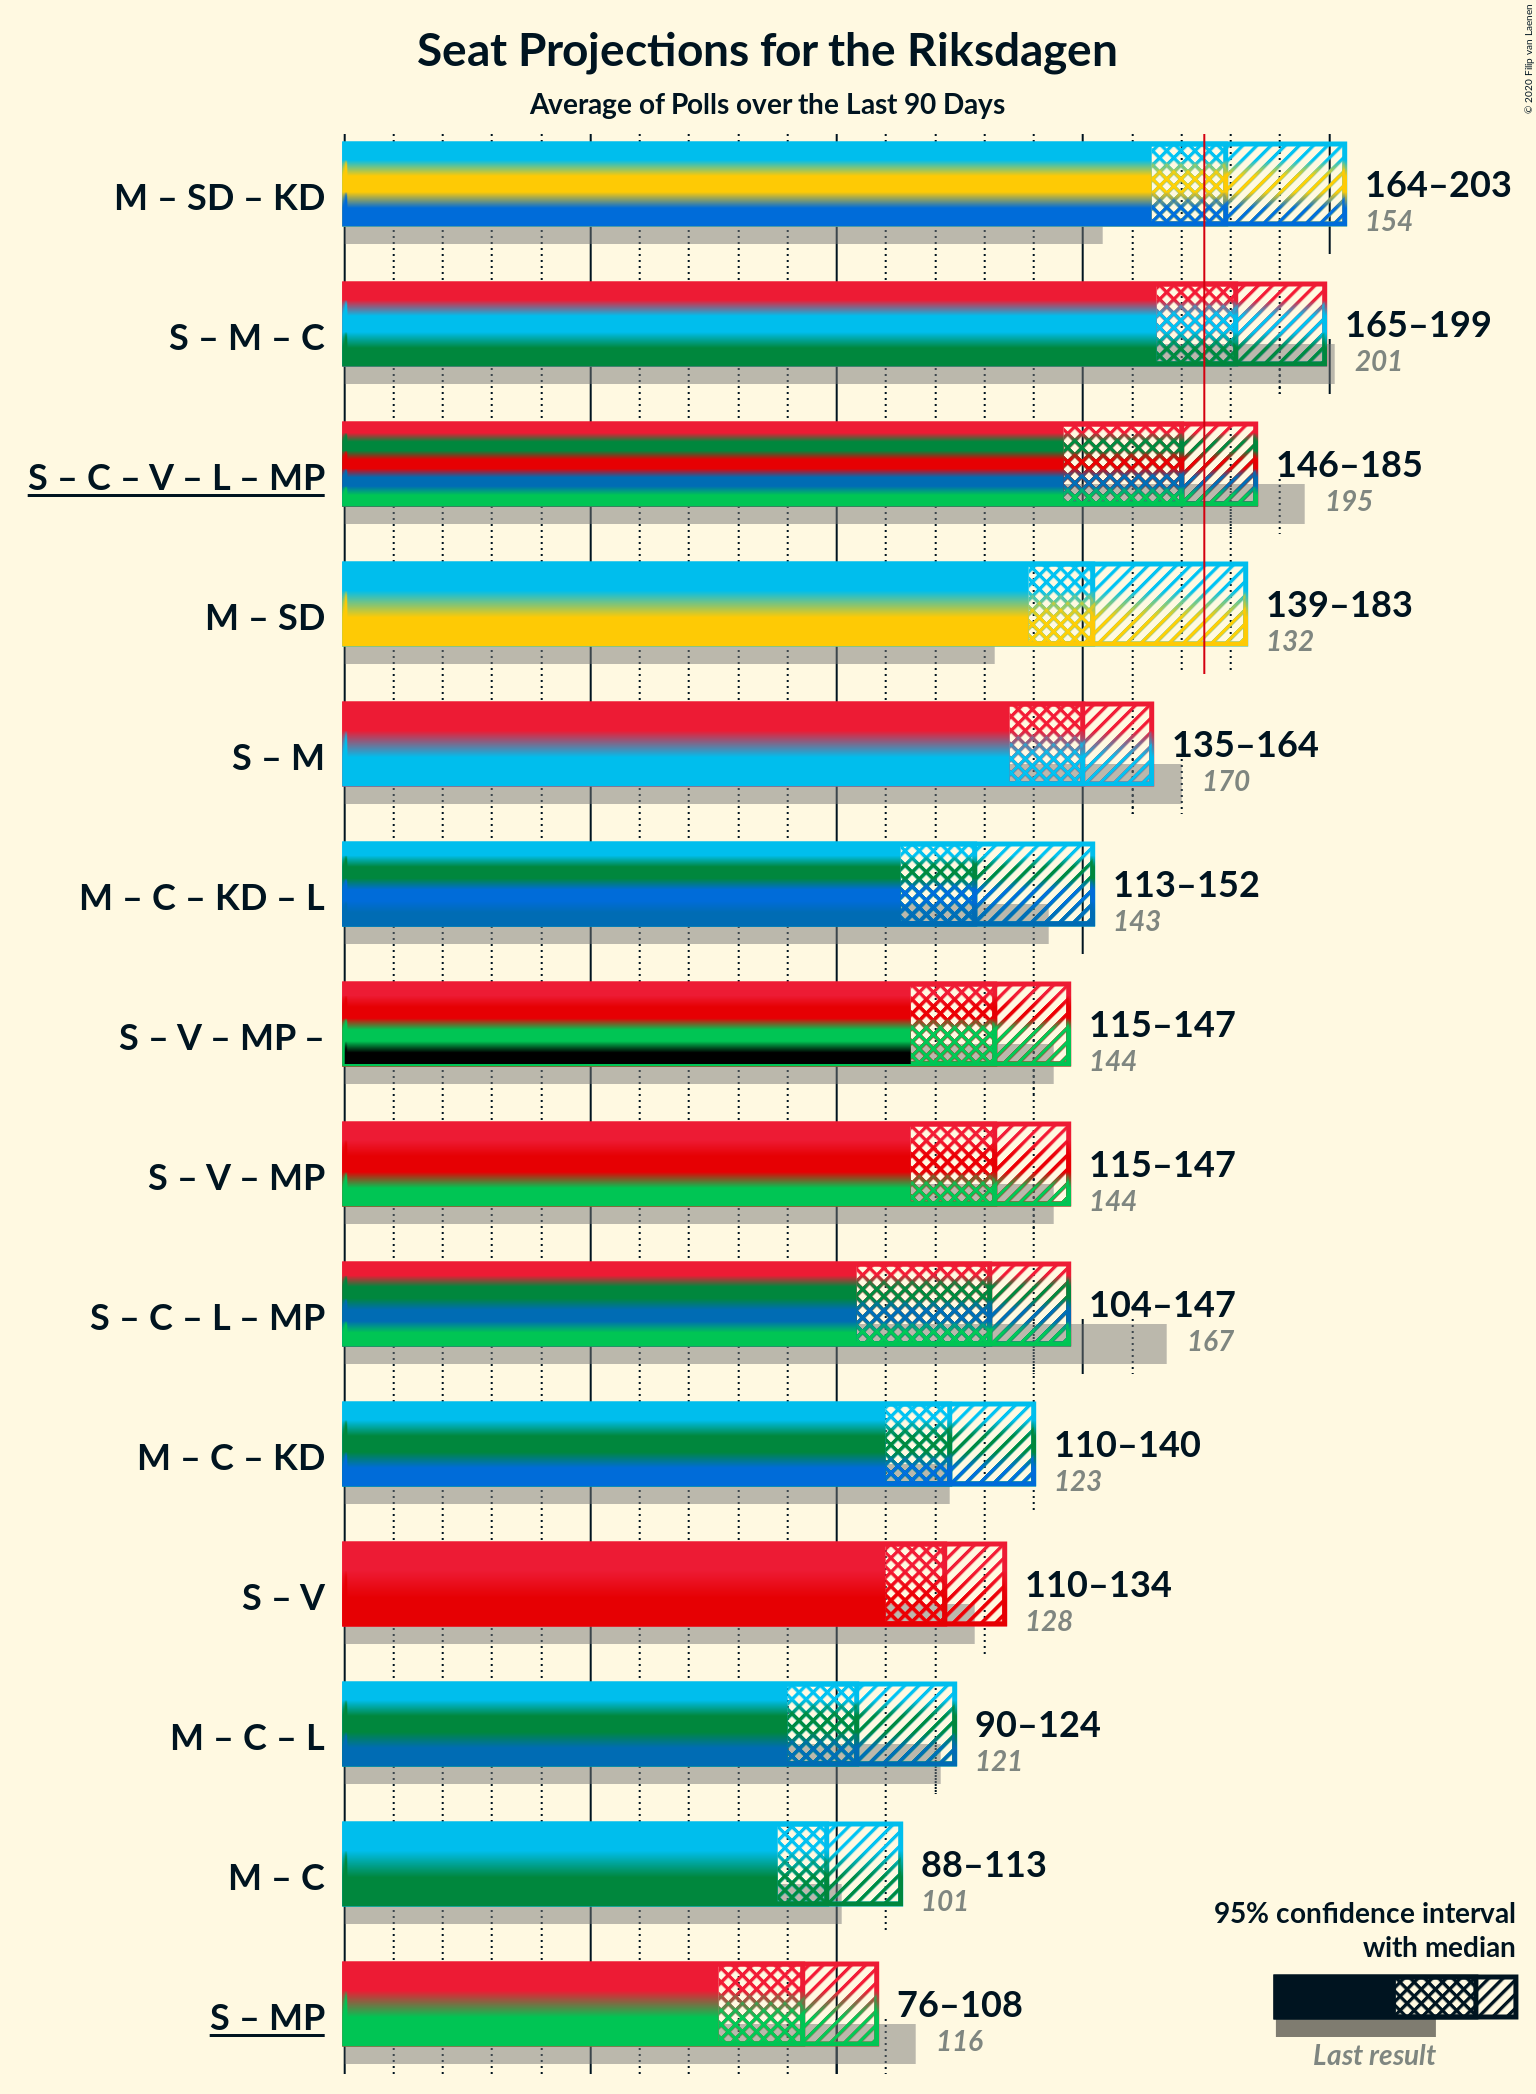 Seat Projections for the Riksdagen
Average of Polls over the Last 90 Days
© 2020 Filip van Laenen
M – SD – KD
164–203
154
S – M – C
165–199
201
S – C – V – L – MP
146–185
195
M – SD
139–183
132
S – M
135–164
170
M – C – KD – L
113–152
143
S – V – MP –
115–147
144
S – V – MP
115–147
144
S – C – L – MP
104–147
167
M – C – KD
110–140
123
S – V
110–134
128
M – C – L
90–124
121
M – C
88–113
101
S – MP
76–108
116
95% confidence interval
with median
Last result